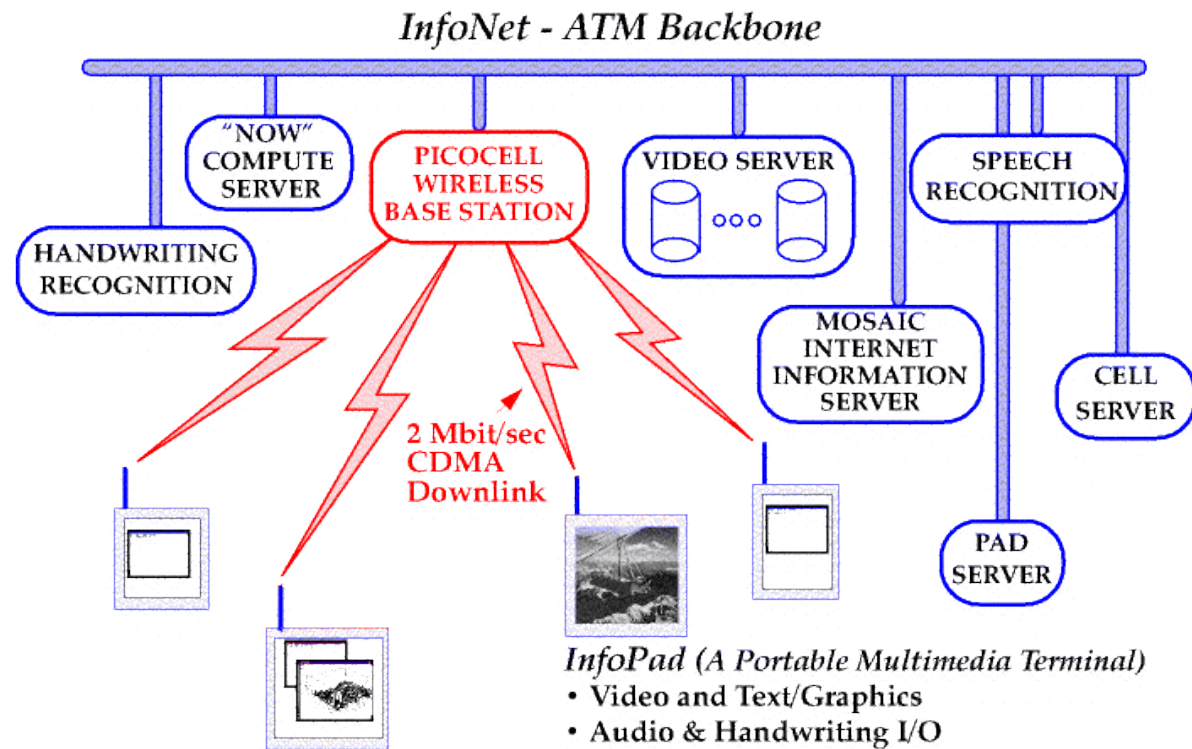 InfoNet - ATM Backbone
"NOW"
COMPUTE
SERVER
PICOCELL
WIRELESS
BASE STATION
VIDEO SERVER
SPEECH
RECOGNITION
HANDWRITING
RECOGNITION
MOSAIC
INTERNET
INFORMATION
SERVER
CELL
SERVER
2 Mbit/sec
CDMA
Downlink
PAD
SERVER
InfoPad (A Portable Multimedia Terminal)
• Video and Text/Graphics
• Audio & Handwriting I/O